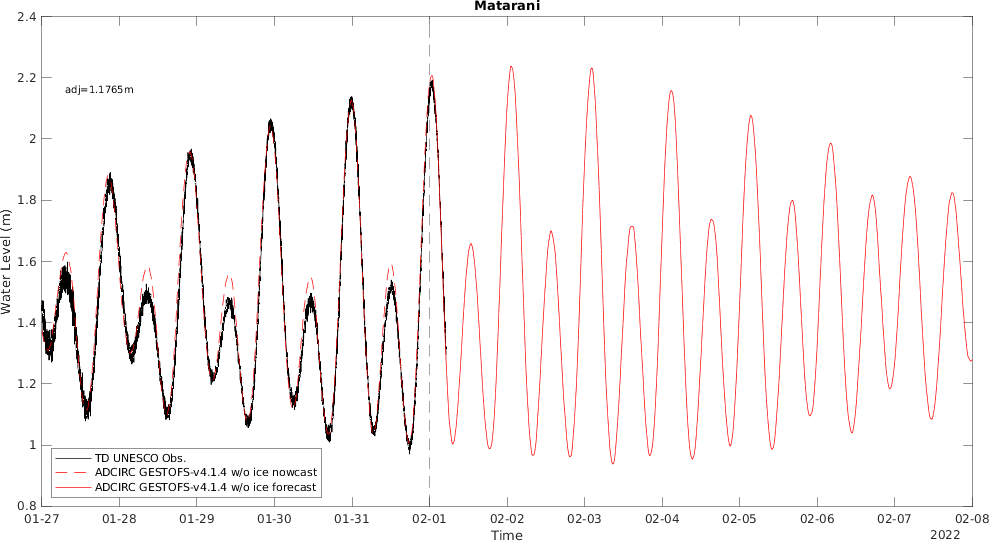 Matarani
2.4
2.2
2
1.8
1.6
1.4
1.2
1
0.8
Water Level (m)
adj=1.1765m
TD UNESCO Obs.
ADCIRC GESTOFS-v4.1.4 w/o ice nowcast
ADCIRC GESTOFS-v4.1.4 w/o ice forecast
01-27 01-28 01-29 01-30 01-31 02-01 02-02 02-03 02-04 02-05 02-06 02-07 02-08
Time
2022